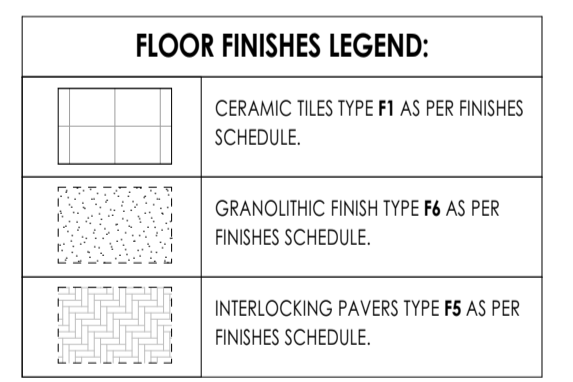 FLOOR FINISHES LEGEND:
CERAMIC TILES TYPE F1 AS PER FINISHES
SCHEDULE.
GRANOLITHIC FINISH TYPE F6 AS PER
FINISHES SCHEDULE.
INTERLOCKING PAVERS TYPE F5 AS PER
FINISHES SCHEDULE.